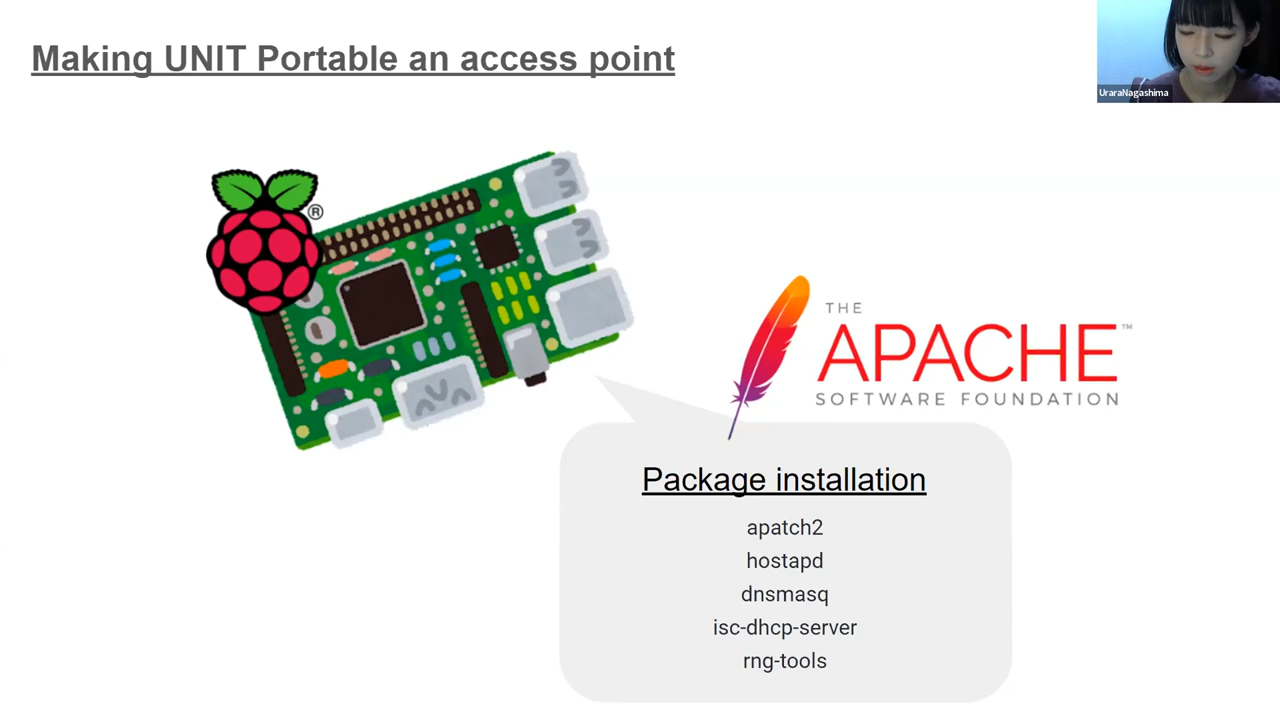 Making UNIT Portable an access point
UraraNagashima
®
THE
APACHE™
SOFTWARE FOUNDATION
Package installation
apatch2
hostapd
dnsmasq
isc-dhcp-server
rng-tools